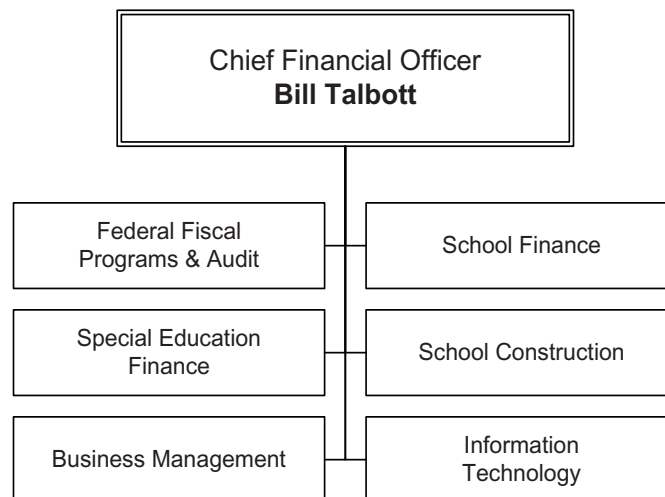 Chief Financial Officer
Bill Talbott
Federal Fiscal
Programs & Audit
School Finance
Special Education
Finance
School Construction
Business Management
Information
Technology